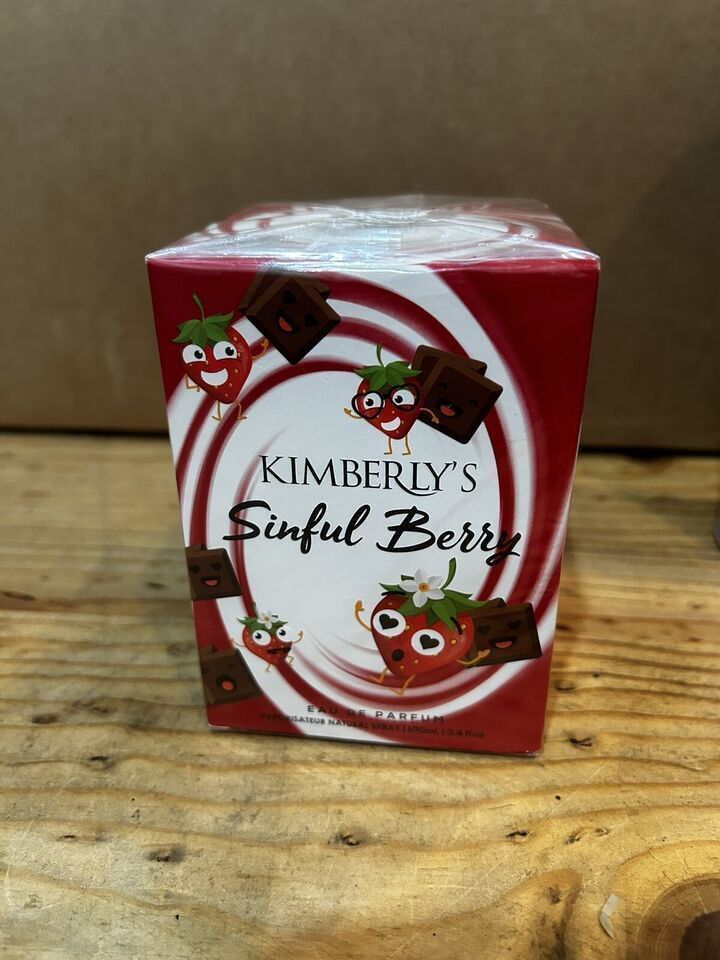 KIMBERLY'S
Sinful Berry
EAU DE PARFUM
VAPORISATEUR NATURAL SPRAY | 100mL | 3.4 fl.oz